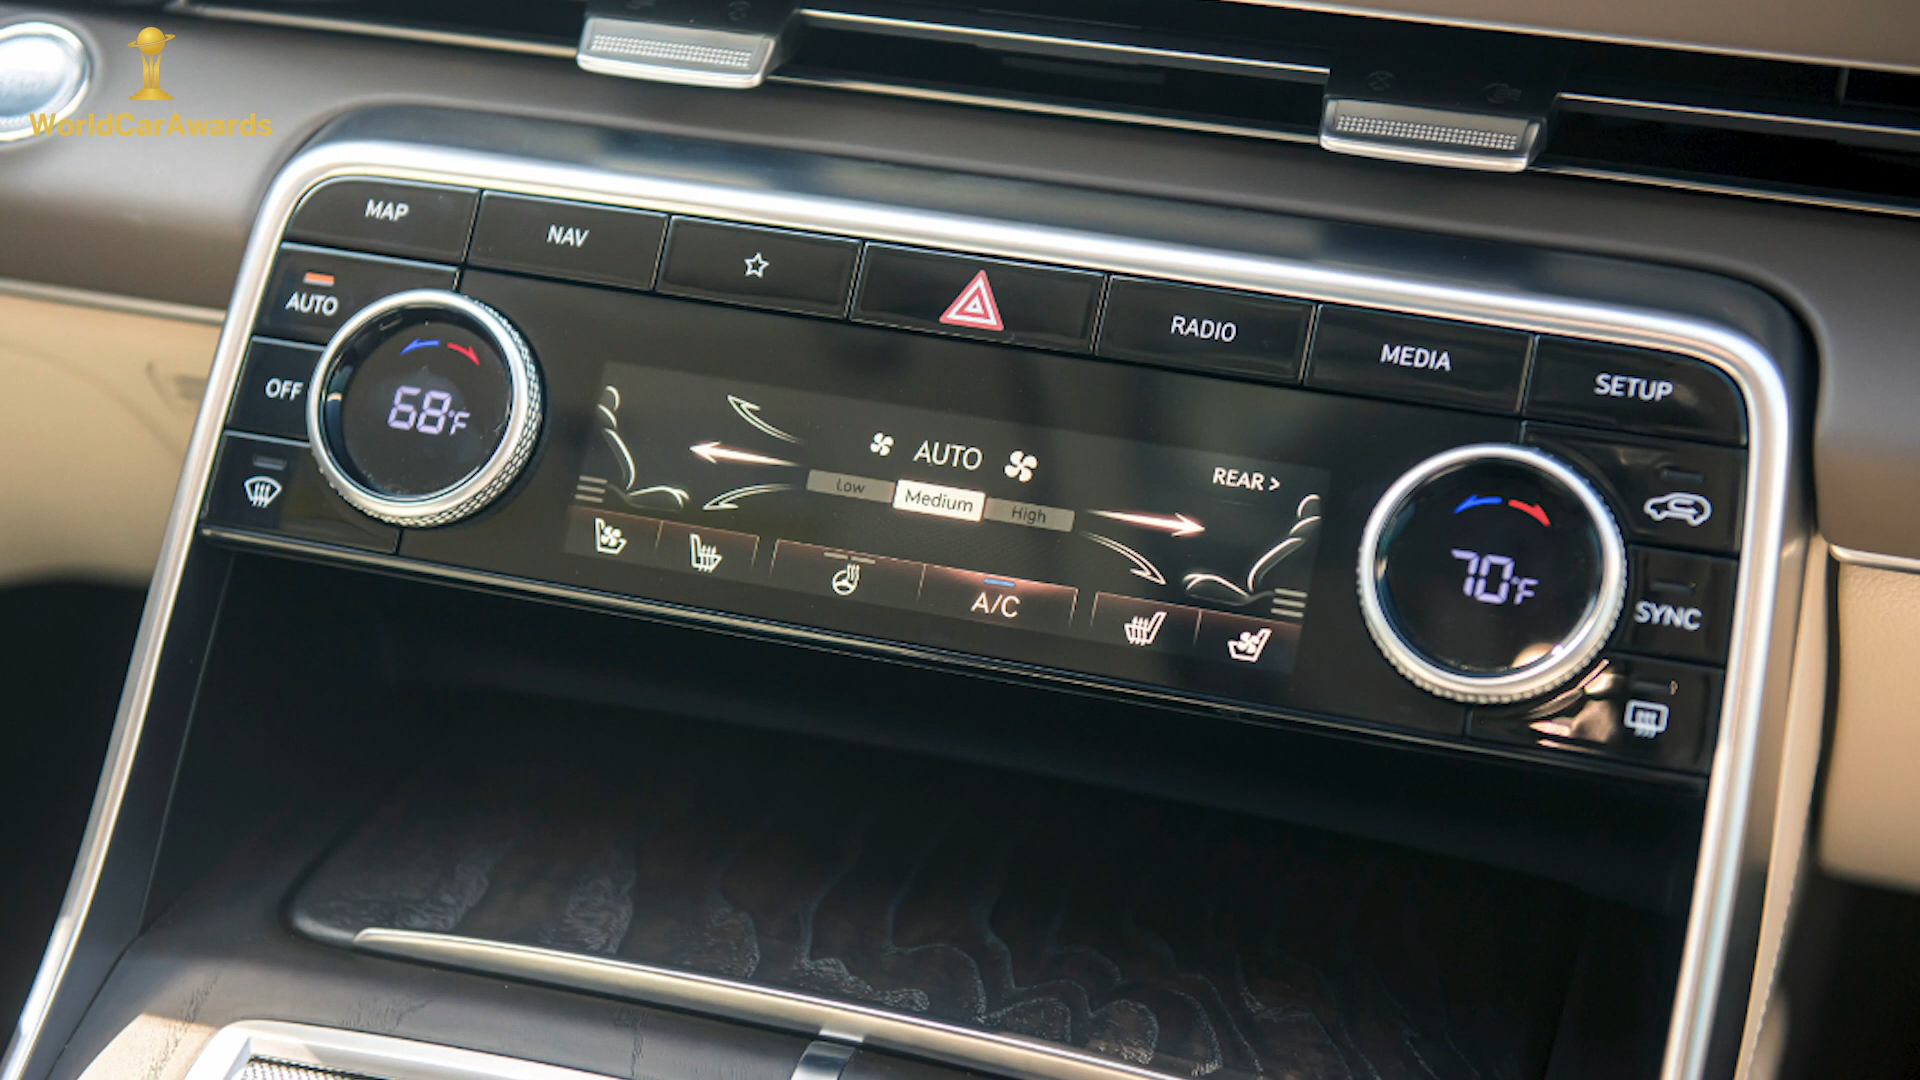 WorldCarAwards
MAP
NAV
RADIO
MEDIA
SETUP
AUTO
OFF
68°F
AUTO
Low
Medium
High
REAR >
A/C
70°F
SYNC